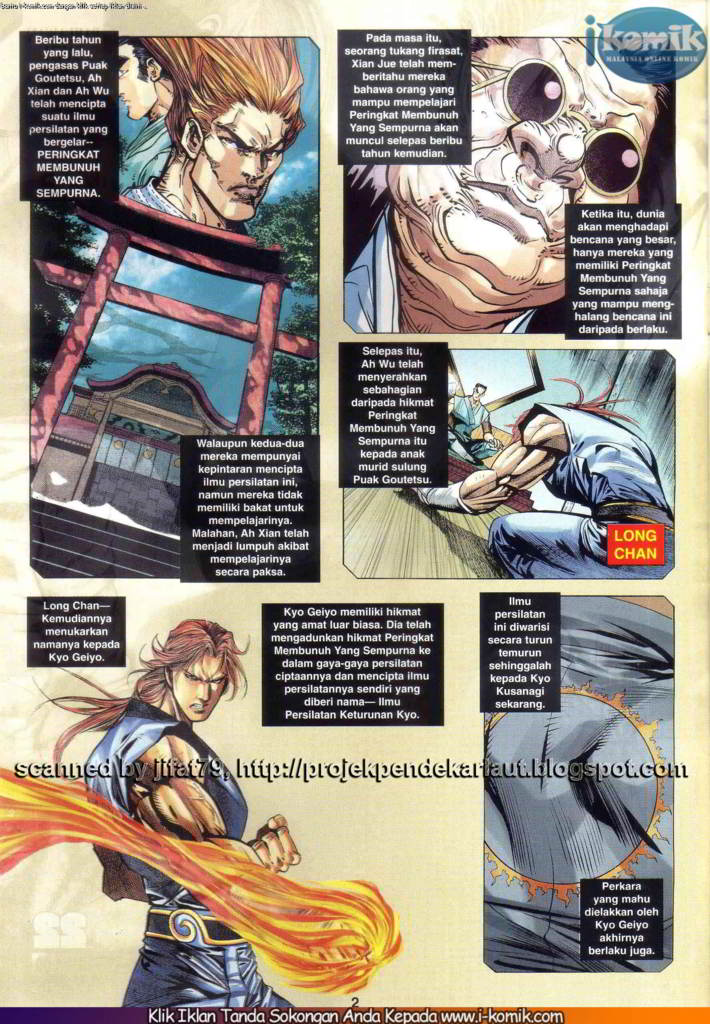 Beribu tahun
yang lalu,
pengasas Puak
Goutetsu, Ah
Xian dan Ah Wu
telah mencipta
suatu ilmu
persilatan yang
bergelar--
PERINGKAT
MEMBUNUH
YANG
SEMPURNA.
Pada masa itu,
seorang tukang firasat,
Xian Jue telah mem-
beritahu mereka
bahawa orang yang
mampu mempelajari
Peringkat Membunuh
Yang Sempurna akan
muncul selepas beribu
tahun kemudian.
i komik
MALAYSIA ONLINE KOMIK
Ketika itu, dunia
akan menghadapi
bencana yang besar,
hanya mereka yang
memiliki Peringkat
Membunuh Yang
Sempurna sahaja
yang mampu meng-
halang bencana ini
daripada berlaku.
Walaupun kedua-dua
mereka mempunyai
kepintaran mencipta
ilmu persilatan ini,
namun mereka tidak
memiliki bakat untuk
mempelajarinya.
Malahan, Ah Xian telah
menjadi lumpuh akibat
mempelajarinya
secara paksa.
Selepas itu,
Ah Wu telah
menyerahkan
sebahagian
daripada hikmat
Peringkat
Membunuh Yang
Sempurna itu
kepada anak
murid sulung
Puak Goutetsu.
LONG
CHAN
Long Chan—
Kemudiannya
menukarkan
namanya kepada
Kyo Geiyo.
Kyo Geiyo memiliki hikmat
yang amat luar biasa. Dia telah
mengadunkan hikmat Peringkat
Membunuh Yang Sempurna ke
dalam gaya-gaya persilatan
ciptaannya dan mencipta ilmu
persilatannya sendiri yang
diberi nama— Ilmu
Persilatan Keturunan Kyo.
Ilmu
persilatan
ini diwarisi
secara turun
temurun
sehinggalah
kepada Kyo
Kusanagi
sekarang.
scanned by jifat79, http://projekpendekarlaut.blogspot.com
Perkara
yang mahu
dielakkan oleh
Kyo Geiyo
akhirnya
berlaku juga.
SS
2
Klik Iklan Tanda Sokongan Anda Kepada www.i-komik.com